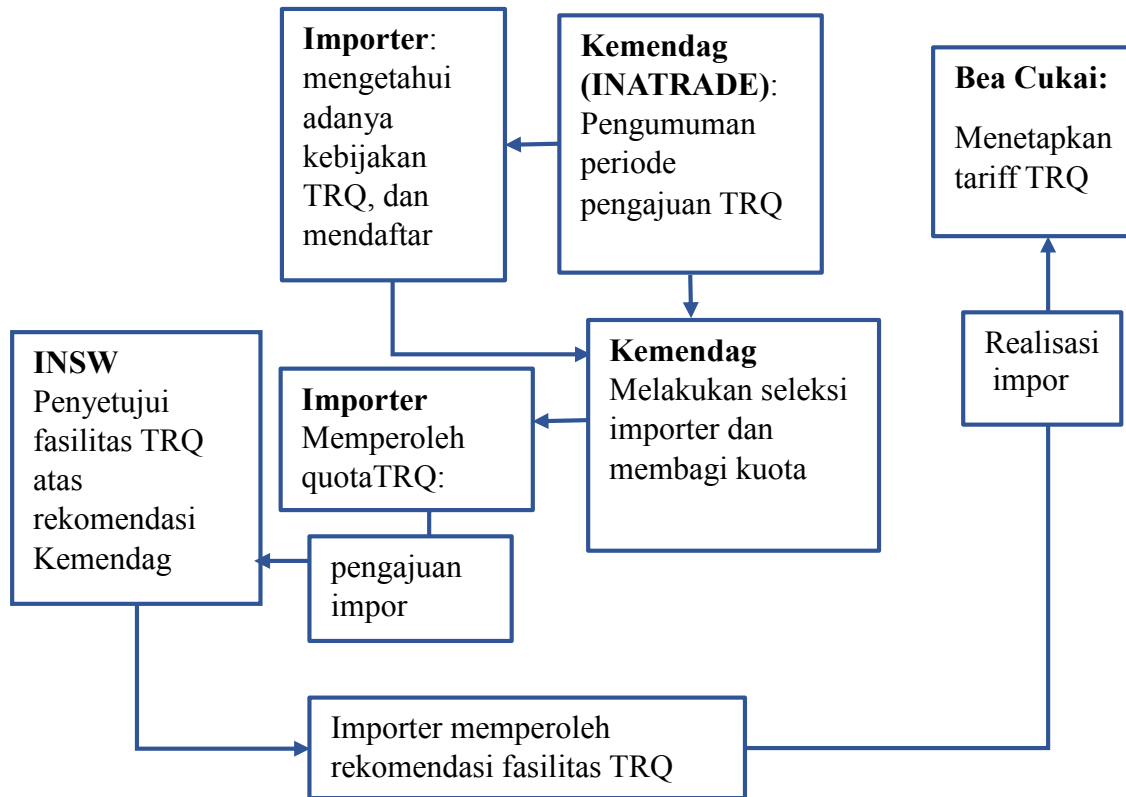 Importer:
mengetahui
adanya
kebijakan
TRQ, dan
mendaftar
Kemendag
(INATRADE):
Pengumuman
periode
pengajuan TRQ
Bea Cukai:
Menetapkan
tariff TRQ
INSW
Penyetujui
fasilitas TRQ
atas
rekomendasi
Kemendag
Importer
Memperoleh
quotaTRQ:
Kemendag
Melakukan seleksi
importer dan
membagi kuota
Realisasi
impor
pengajuan
impor
Importer memperoleh
rekomendasi fasilitas TRQ